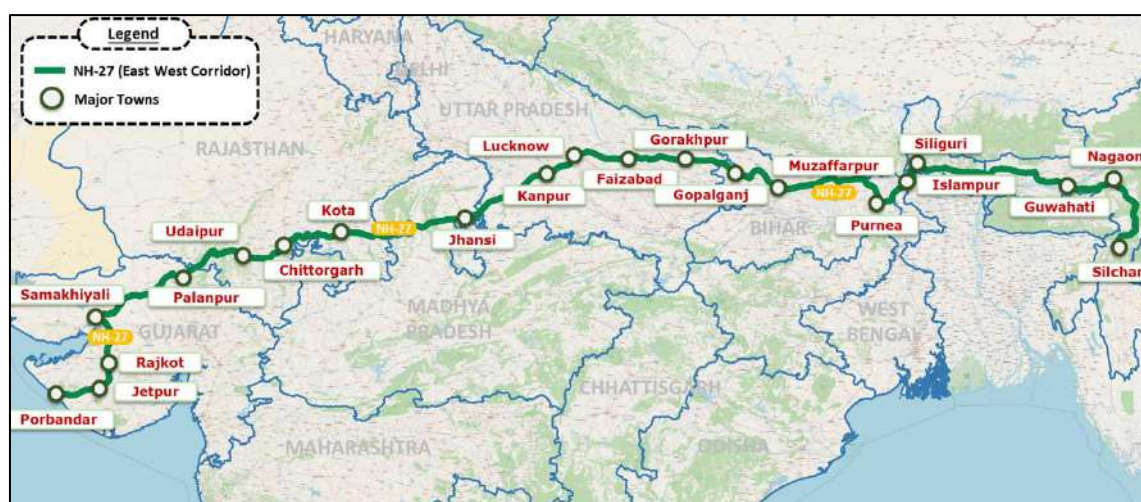 Legend
NH-27 (East West Corridor)
Major Towns
HARYANA
DELHI
UTTAR PRADESH
RAJASTHAN
Lucknow
Gorakhpur
Siliguri
Muzaffarpur
Nagaon
Kanpur
Faizabad
Gopalganj
NH-27
Islampur
Guwahati
Kota
NH-27
Jhansi
BIHAR
Purnea
Udaipur
Chittorgarh
Silchar
Samakhiyali
Palanpur
MADHYA
PRADESH
WEST
BENGAL
NH-27
GUJARAT
Rajkot
Jetpur
CHHATTISGARH
Porbandar
MAHARASHTRA
ODISHA